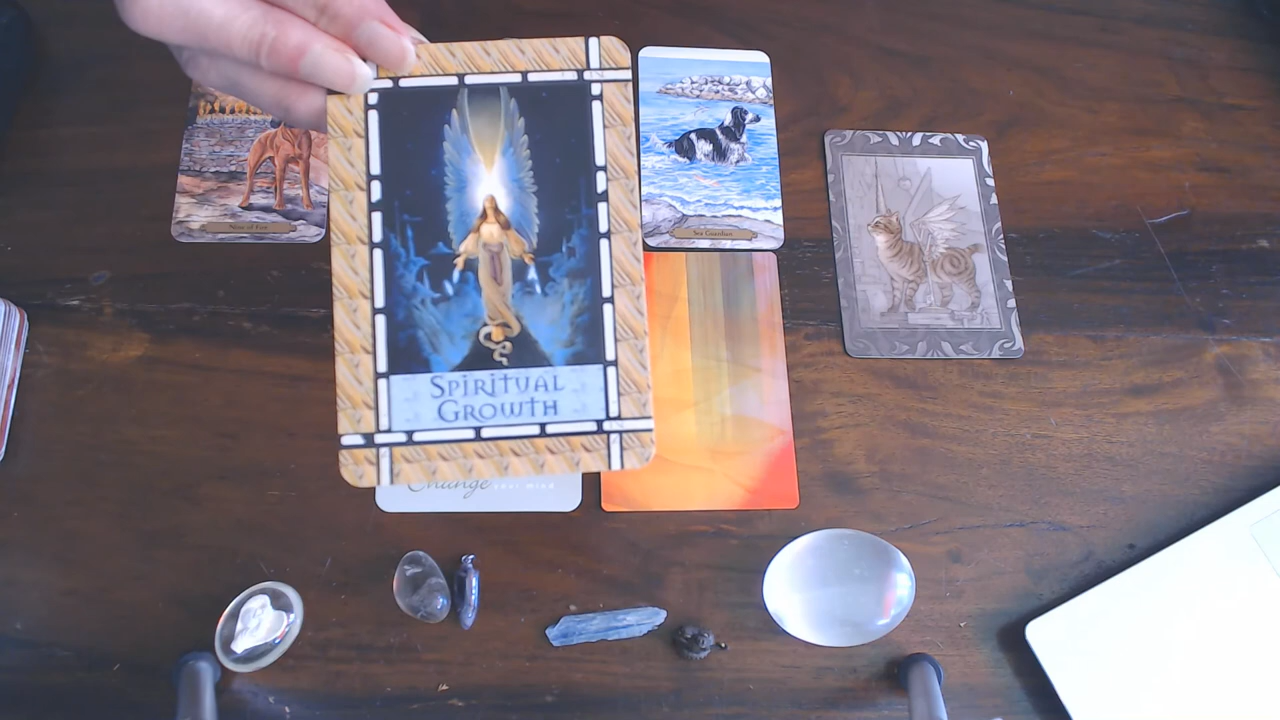 Nine of Fire
Sea Guardian
SPIRITUAL
GROWTH
Change your mind